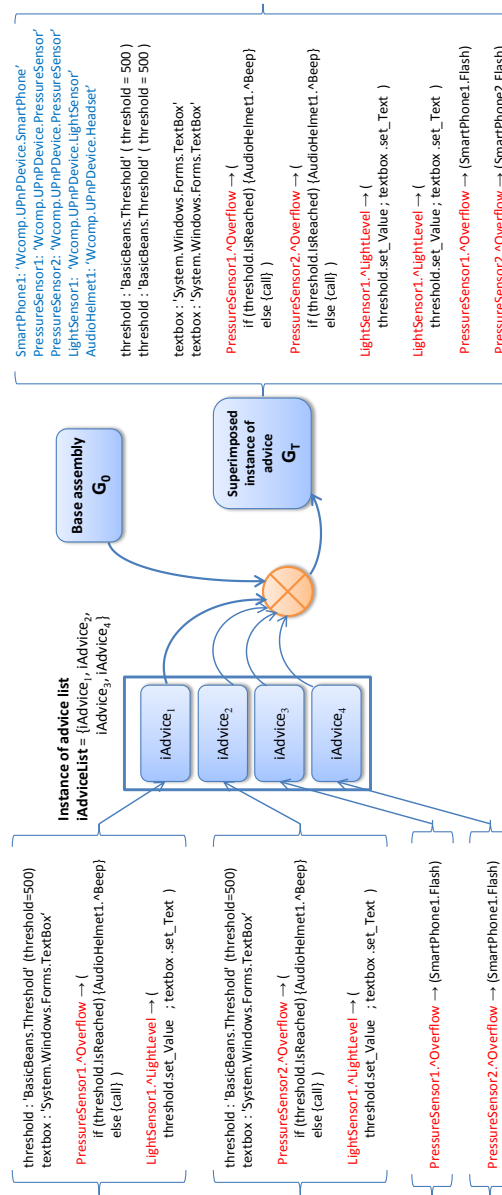 threshold : 'BasicBeans.Threshold' (threshold=500)
textbox : 'System.Windows.Forms.TextBox'
PressureSensor1.^Overflow → (
if (threshold.IsReached) {AudioHelmet1.^Beep}
else {call} )
LightSensor1.^LightLevel → (
threshold.set_Value ; textbox .set_Text )
threshold : 'BasicBeans.Threshold' (threshold=500)
textbox : 'System.Windows.Forms.TextBox'
PressureSensor2.^Overflow → (
if (threshold.IsReached) {AudioHelmet1.^Beep}
else {call} )
LightSensor1.^LightLevel → (
threshold.set_Value ; textbox .set_Text )
PressureSensor1.^Overflow → (SmartPhone1.Flash)
PressureSensor2.^Overflow → (SmartPhone1.Flash)
Instance of advice list
iAdviceList = {iAdvice1, iAdvice2,
iAdvice3, iAdvice4}
iAdvice1
iAdvice2
iAdvice3
iAdvice4
Base assembly
G0
Superimposed
instance of
advice
GT
SmartPhone1: 'Wcomp.UPnPDevice.SmartPhone'
PressureSensor1: 'Wcomp.UPnPDevice.PressureSensor'
PressureSensor2: 'Wcomp.UPnPDevice.PressureSensor'
LightSensor1: 'Wcomp.UPnPDevice.LightSensor'
AudioHelmet1: 'Wcomp.UPnPDevice.Headset'
threshold : 'BasicBeans.Threshold' ( threshold = 500 )
threshold : 'BasicBeans.Threshold' ( threshold = 500 )
textbox : 'System.Windows.Forms.TextBox'
textbox : 'System.Windows.Forms.TextBox'
PressureSensor1.^Overflow → (
if (threshold.IsReached) {AudioHelmet1.^Beep}
else {call} )
PressureSensor2.^Overflow → (
if (threshold.IsReached) {AudioHelmet1.^Beep}
else {call} )
LightSensor1.^LightLevel → (
threshold.set_Value ; textbox .set_Text )
LightSensor1.^LightLevel → (
threshold.set_Value ; textbox .set_Text )
PressureSensor1.^Overflow → (SmartPhone1.Flash)
PressureSensor2.^Overflow → (SmartPhone2.Flash)